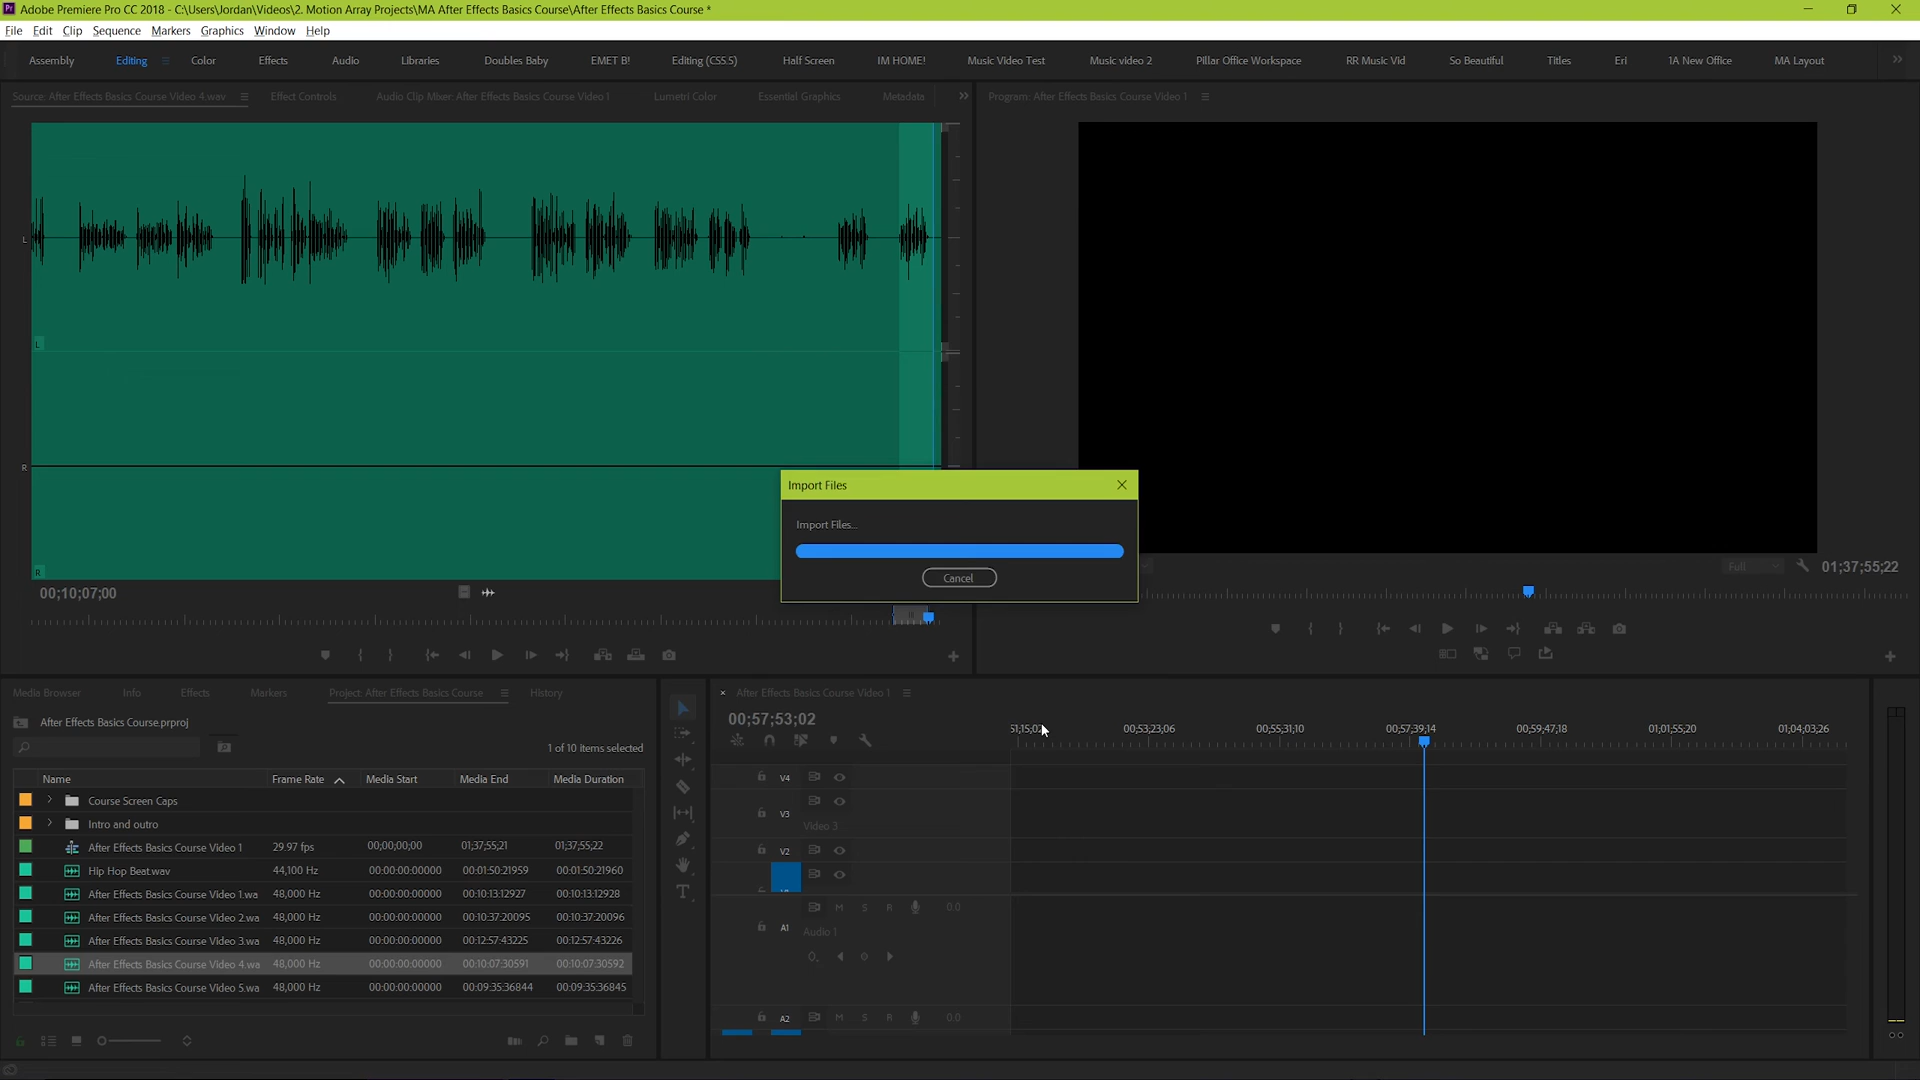 Adobe Premiere Pro CC 2018 - C:\Users\Jordan\Videos\2. Motion Array Projects\MA After Effects Basics Course\After Effects Basics Course *
File Edit Clip Sequence Markers Graphics Window Help
Assembly Editing Color Effects Audio Libraries Doubles Baby EMET B! Editing (CS5.5) Half Screen IM HOME! Music Video Test Music video 2 Pillar Office Workspace RR Music Vid So Beautiful Titles Erl 1A New Office MA Layout
Source: After Effects Basics Course Video 4.wav Effect Controls Audio Clip Mixer: After Effects Basics Course Video 1 Lumetri Color Essential Graphics Metadata
Program: After Effects Basics Course Video 1
L
L
R
R
Import Files
Import Files...
Cancel
00;10;07;00
Full
01;37;55;22
Media Browser Info Effects Markers Project: After Effects Basics Course History
After Effects Basics Course.prproj
1 of 10 Items selected
Name Frame Rate Media Start Media End Media Duration
Course Screen Caps
Intro and outro
After Effects Basics Course Video 1 29.97 fps 00;00;00;00 01;37;55;21 01;37;55;22
Hip Hop Beat.wav 44,100 Hz 00:00:00:00000 00:01:50:21959 00:01:50:21960
After Effects Basics Course Video 1.wa 48,000 Hz 00:00:00:00000 00:10:13:12927 00:10:13:12928
After Effects Basics Course Video 2.wa 48,000 Hz 00:00:00:00000 00:10:37:20095 00:10:37:20096
After Effects Basics Course Video 3.wa 48,000 Hz 00:00:00:00000 00:12:57:43225 00:12:57:43226
After Effects Basics Course Video 4.wa 48,000 Hz 00:00:00:00000 00:10:07:30591 00:10:07:30592
After Effects Basics Course Video 5.wa 48,000 Hz 00:00:00:00000 00:09:35:36844 00:09:35:36845
After Effects Basics Course Video 1
00;57;53;02
00;53;23;06 00;55;31;10 00;57;39;14 00;59;47;18 01;01;55;20 01;04;03;26
V4
V3
Video 3
V2
M S R 0.0
A1
Audio 1
A2 M S R 0.0